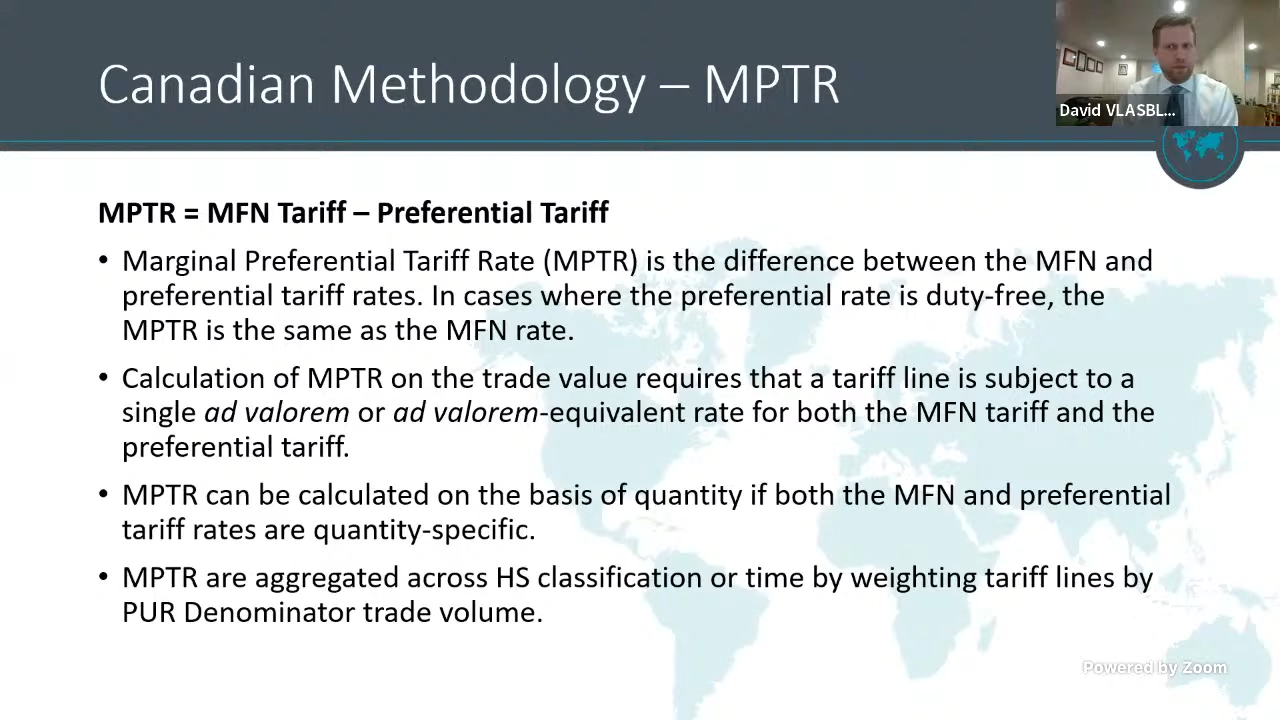 Canadian Methodology – MPTR
David VLASBL...
MPTR = MFN Tariff – Preferential Tariff
• Marginal Preferential Tariff Rate (MPTR) is the difference between the MFN and
preferential tariff rates. In cases where the preferential rate is duty-free, the
MPTR is the same as the MFN rate.
• Calculation of MPTR on the trade value requires that a tariff line is subject to a
single ad valorem or ad valorem-equivalent rate for both the MFN tariff and the
preferential tariff.
• MPTR can be calculated on the basis of quantity if both the MFN and preferential
tariff rates are quantity-specific.
• MPTR are aggregated across HS classification or time by weighting tariff lines by
PUR Denominator trade volume.
Powered by Zoom